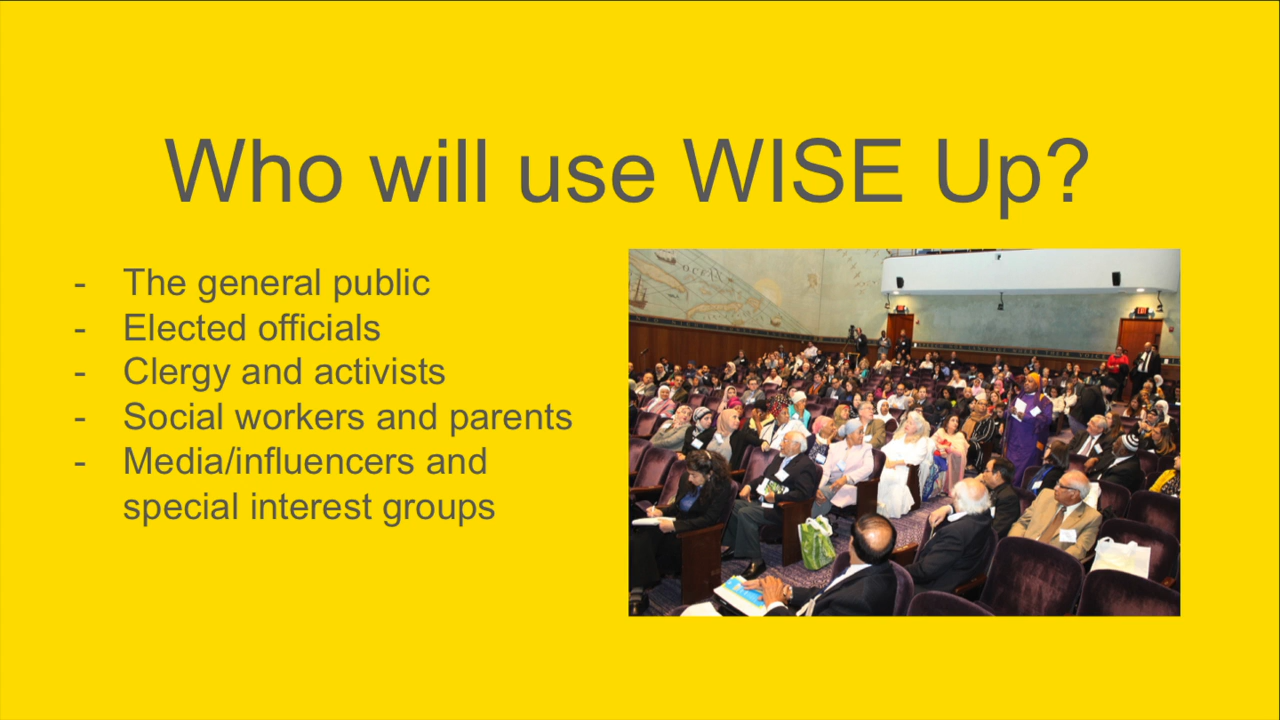 Who will use WISE Up?
- The general public
- Elected officials
- Clergy and activists
- Social workers and parents
- Media/influencers and
special interest groups
OCEAN